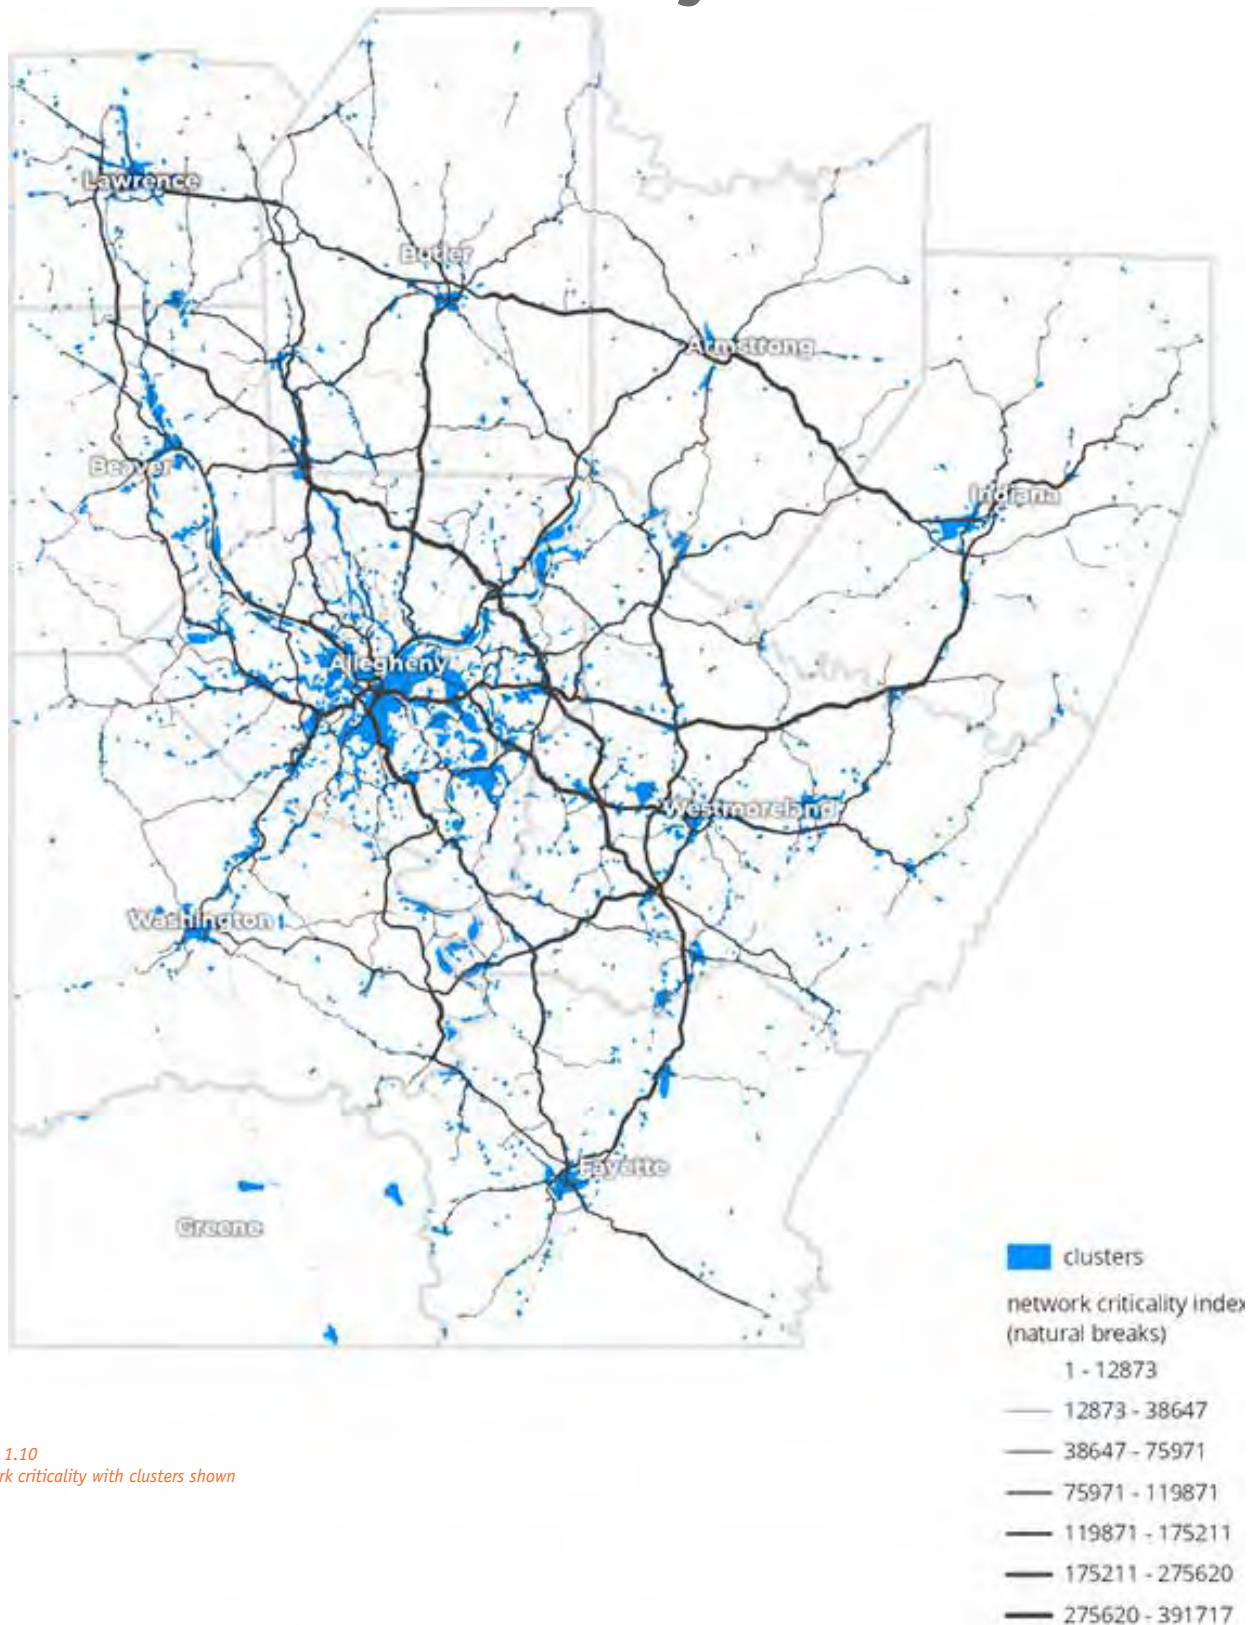 Lawrence
Butler
Armstrong
Beaver
Indiana
Allegheny
Westmoreland
Washington
Fayette
Greene
clusters
network criticality index
(natural breaks)
1 - 12873
12873 - 38647
38647 - 75971
75971 - 119871
119871 - 175211
175211 - 275620
275620 - 391717
1.10
rk criticality with clusters shown